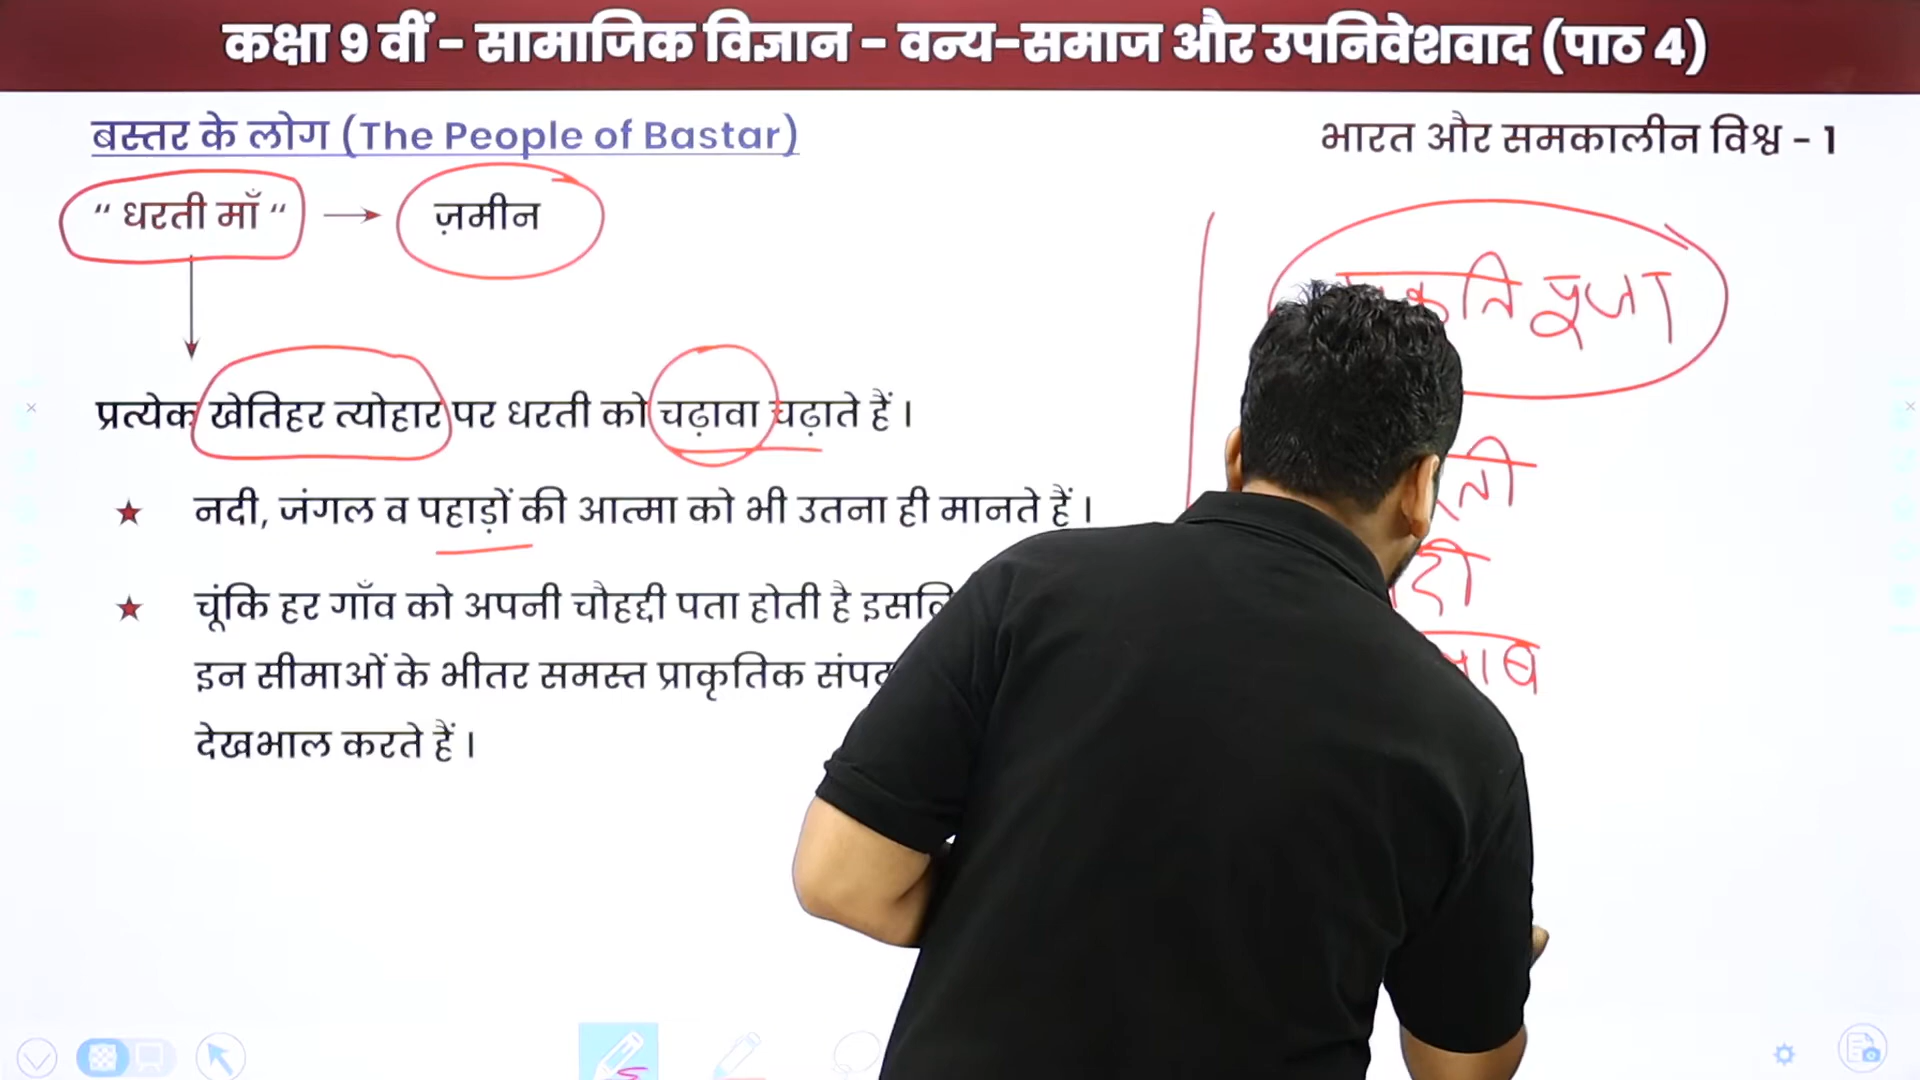 कक्षा 9 वीं - सामाजिक विज्ञान - वन्य-समाज और उपनिवेशवाद (पाठ 4)
बस्तर के लोग (The People of Bastar)
भारत और समकालीन विश्व - 1
“ धरती माँ “ → ज़मीन
पूजा
प्रत्येक खेतिहर त्योहार पर धरती को चढ़ावा चढ़ाते हैं ।
★ नदी, जंगल व पहाड़ों की आत्मा को भी उतना ही मानते हैं ।
★ चूंकि हर गाँव को अपनी चौहद्दी पता होती है
इन सीमाओं के भीतर समस्त प्राकृतिक
देखभाल करते हैं ।